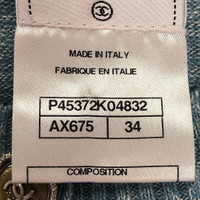 MADE IN ITALY
FABRIQUE EN ITALIE
P45372K04832
AX675 34
COMPOSITION